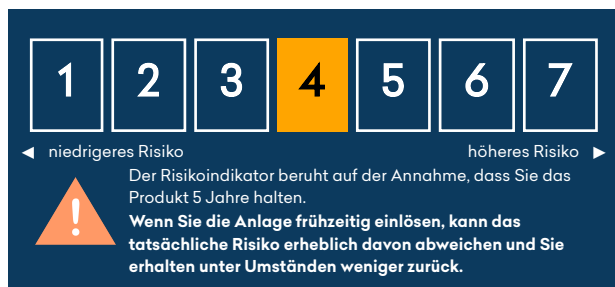 1 2 3 4 5 6 7
◄ niedrigeres Risiko höheres Risiko ►
Der Risikoindikator beruht auf der Annahme, dass Sie das
Produkt 5 Jahre halten.
Wenn Sie die Anlage frühzeitig einlösen, kann das
tatsächliche Risiko erheblich davon abweichen und Sie
erhalten unter Umständen weniger zurück.